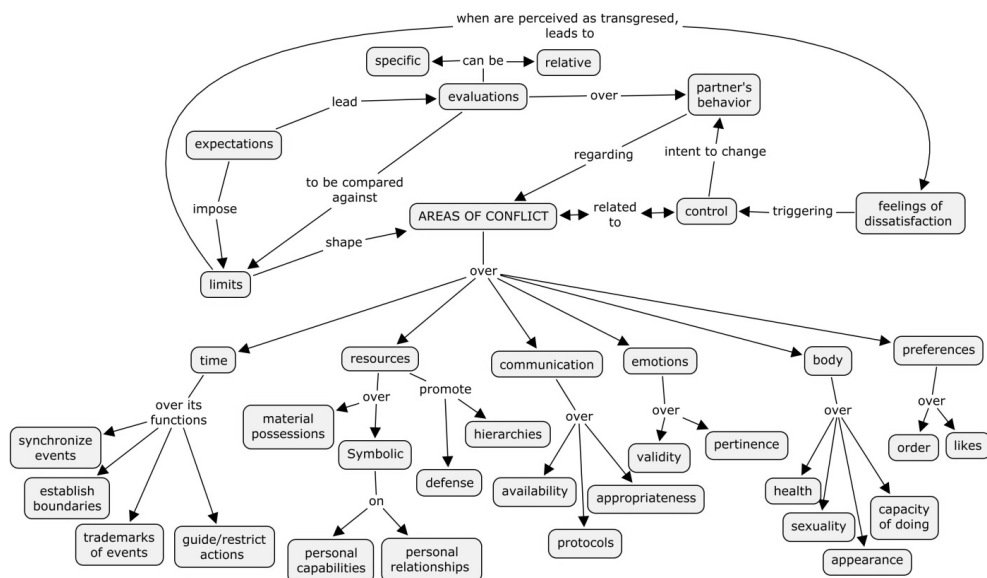 when are perceived as transgresed,
leads to
specific
can be
relative
evaluations
lead
over
partner's
behavior
expectations
regarding
intent to change
to be compared
against
impose
AREAS OF CONFLICT
related
to
control
triggering
feelings of
dissatisfaction
shape
limits
over
time
resources
communication
emotions
body
preferences
over its
functions
over
promote
over
over
over
over
synchronize
events
material
possessions
hierarchies
validity
pertinence
order
likes
Symbolic
establish
boundaries
defense
availability
appropriateness
health
capacity
of doing
sexuality
on
trademarks
of events
guide/restrict
actions
personal
capabilities
personal
relationships
protocols
appearance